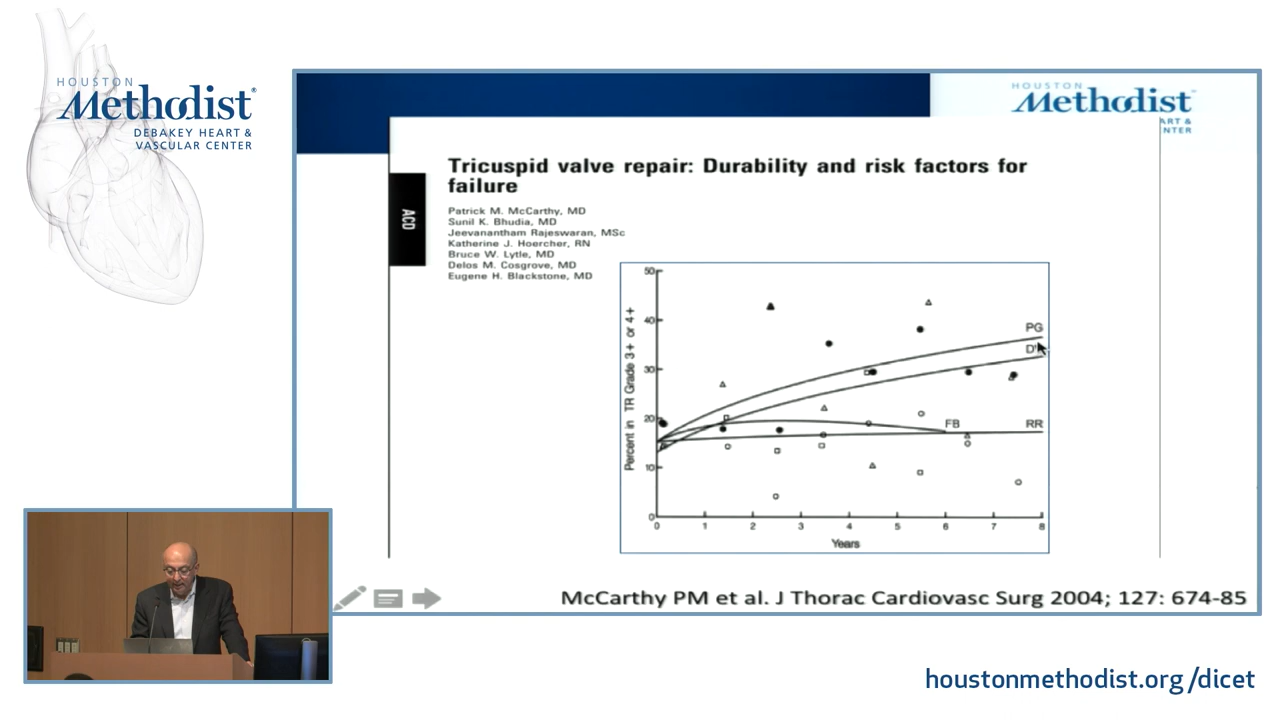 HOUSTON
Methodist®
DEBAKEY HEART &
VASCULAR CENTER
HOUSTON
Methodist
ART &
NTER
Tricuspid valve repair: Durability and risk factors for
failure
ACD
Patrick M. McCarthy, MD
Sunil K. Bhudia, MD
Jeevanantham Rajeswaran, MSc
Katherine J. Hoercher, RN
Bruce W. Lytle, MD
Delos M. Cosgrove, MD
Eugene H. Blackstone, MD
Percent in TR Grade 3+ or 4+
50
40
30
20
10
0
PG
FB
RR
0 1 2 3 4 5 6 7 8
Years
McCarthy PM et al. J Thorac Cardiovasc Surg 2004; 127: 674-85
houstonmethodist.org/dicet